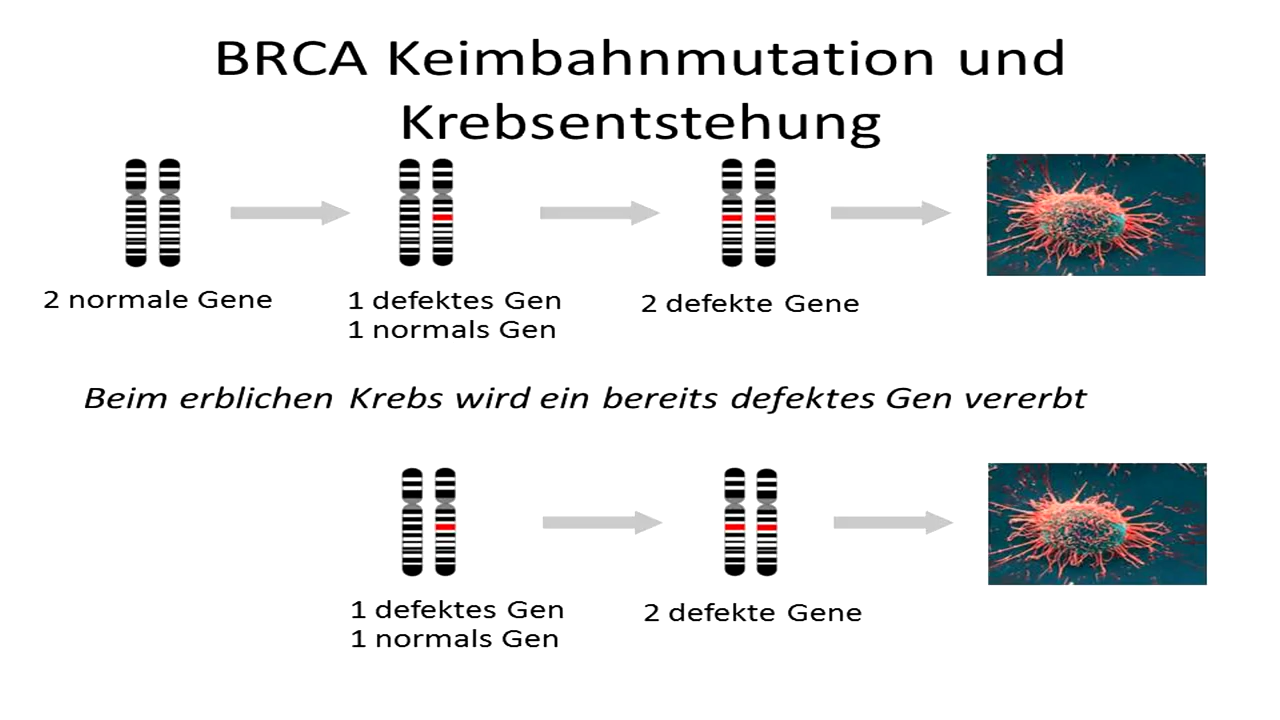 BRCA Keimbahnmutation und
Krebsentstehung
2 normale Gene
1 defektes Gen
1 normals Gen
2 defekte Gene
Beim erblichen Krebs wird ein bereits defektes Gen vererbt
1 defektes Gen
1 normals Gen
2 defekte Gene